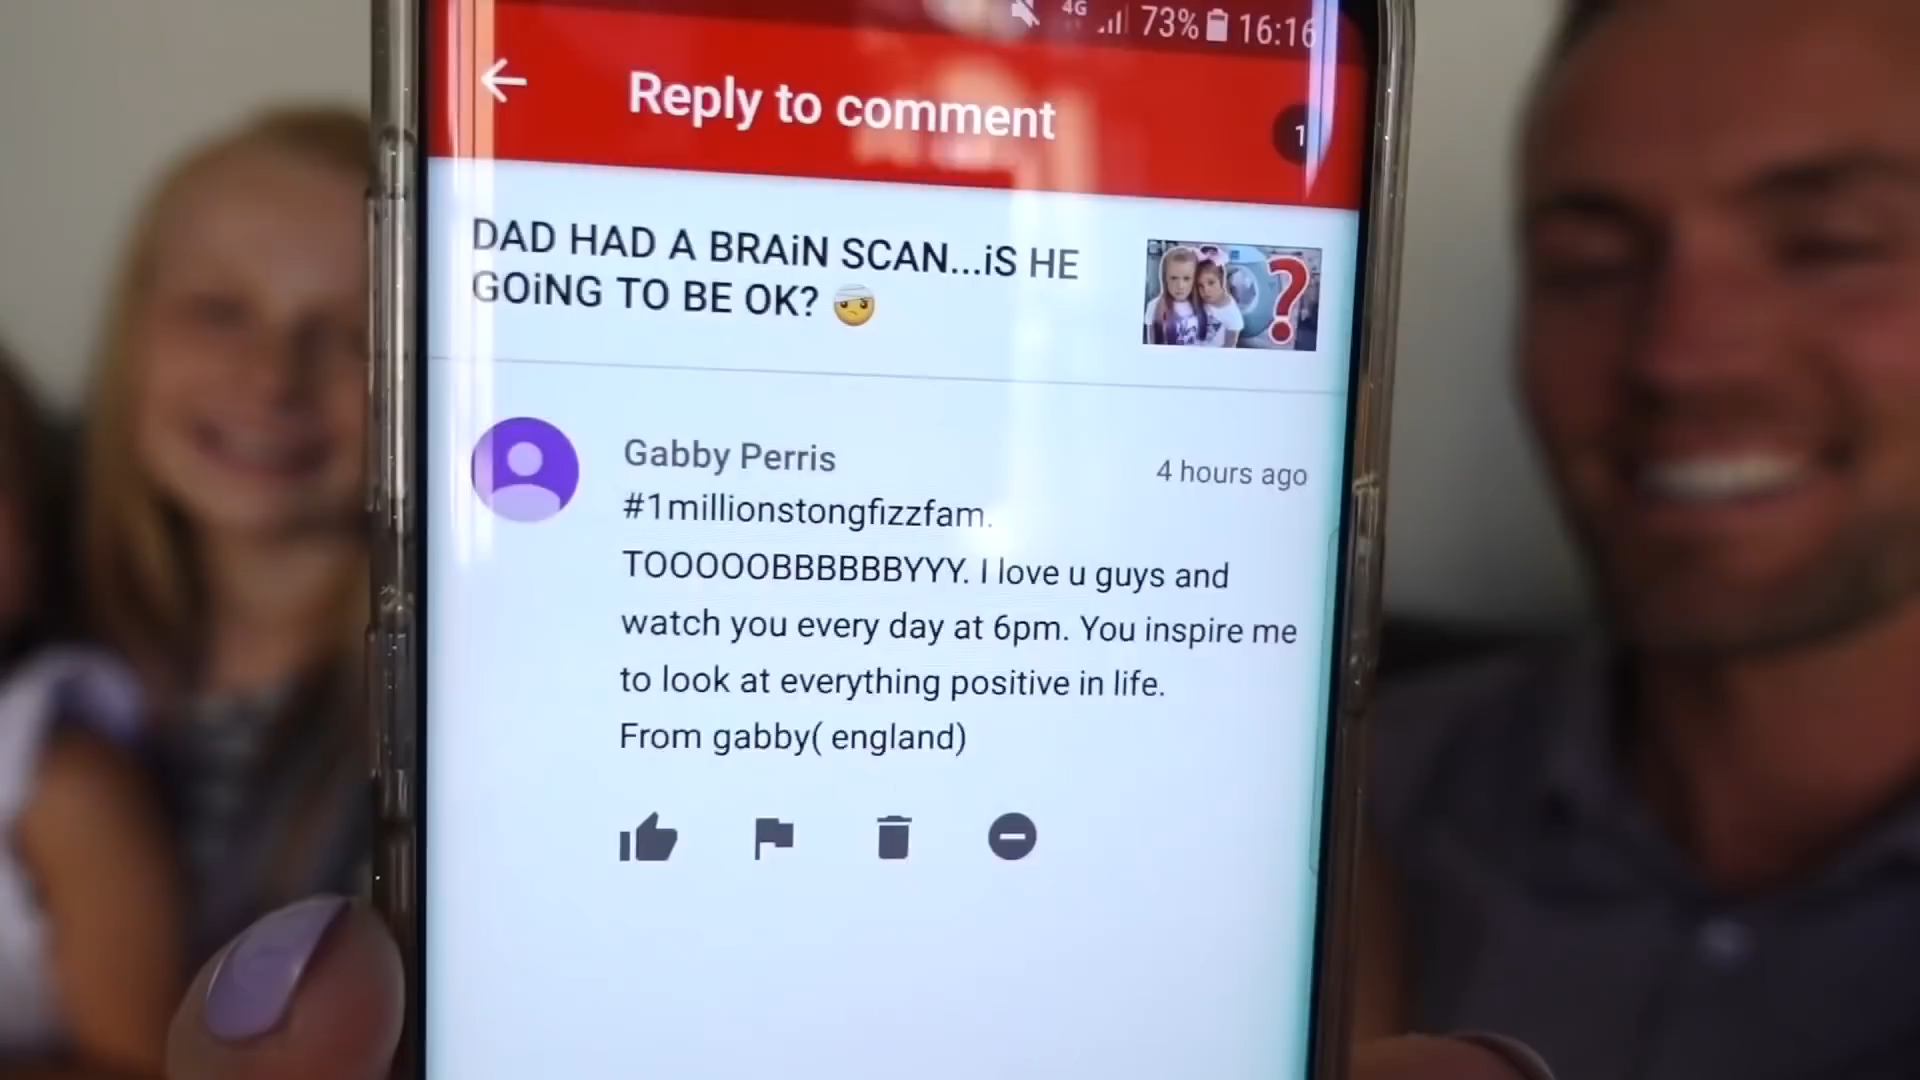 4G 73% 16:16
Reply to comment
1
DAD HAD A BRAiN SCAN...iS HE
GOiNG TO BE OK? 🤕
?
Gabby Perris
4 hours ago
#1millionstongfizzfam.
TOOOOOBBBBBBYYY. I love u guys and
watch you every day at 6pm. You inspire me
to look at everything positive in life.
From gabby( england)